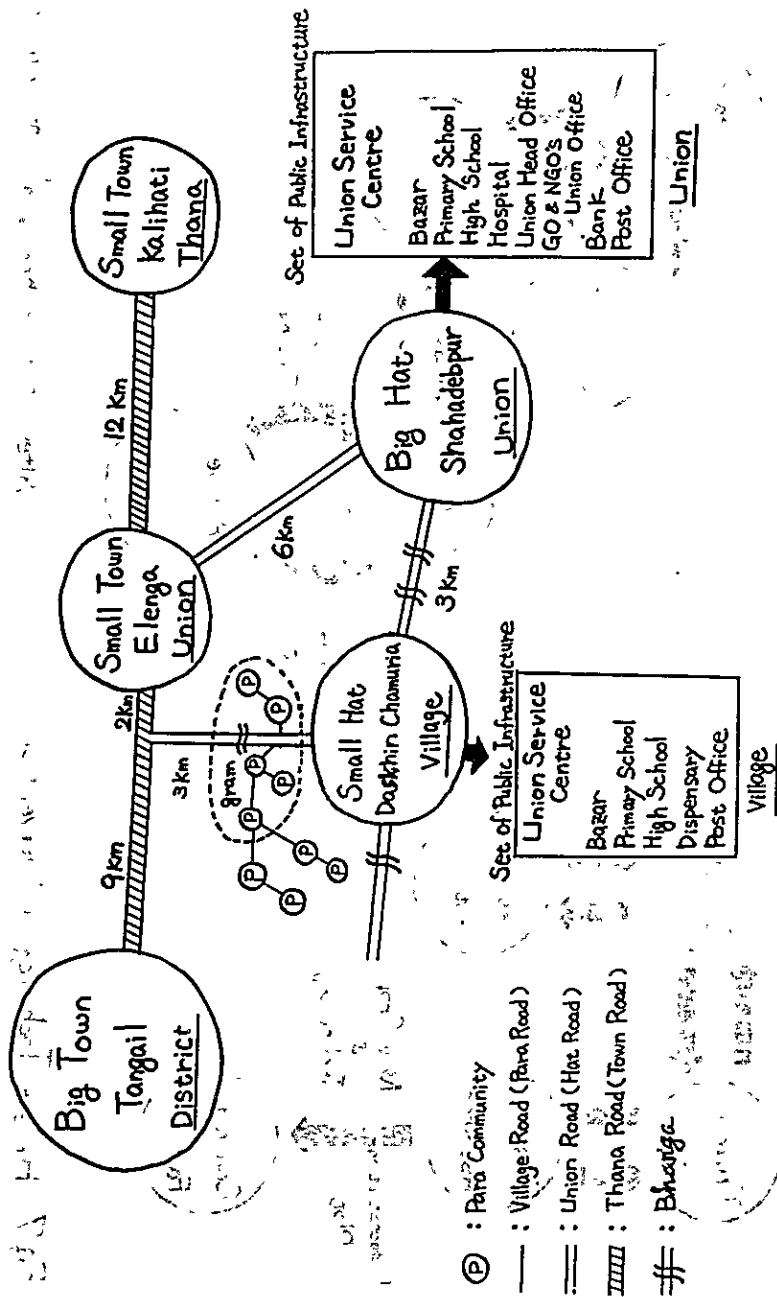 Big Town
Tangail
District
9km
2km
Small Town
Elenga
Union
12 km
Small Town
Kalihati
Thana
3km
gram
P
P
P
P
P
P
P
P
6km
Small Hat
Daskhin Chamuria
Village
3km
Big Hat
Shahadebpur
Union
Set of Public Infrastructure
Union Service
Centre
Bazar
Primary School
High School
Dispensary
Post Office
Village
Set of Public Infrastructure
Union Service
Centre
Bazar
Primary School
High School
Hospital
Union Head Office
GO & NGO's
Union Office
Bank
Post Office
Union
P : Para Community
: Village Road (Para Road)
: Union Road (Hat Road)
: Thana Road (Town Road)
: Bhanga